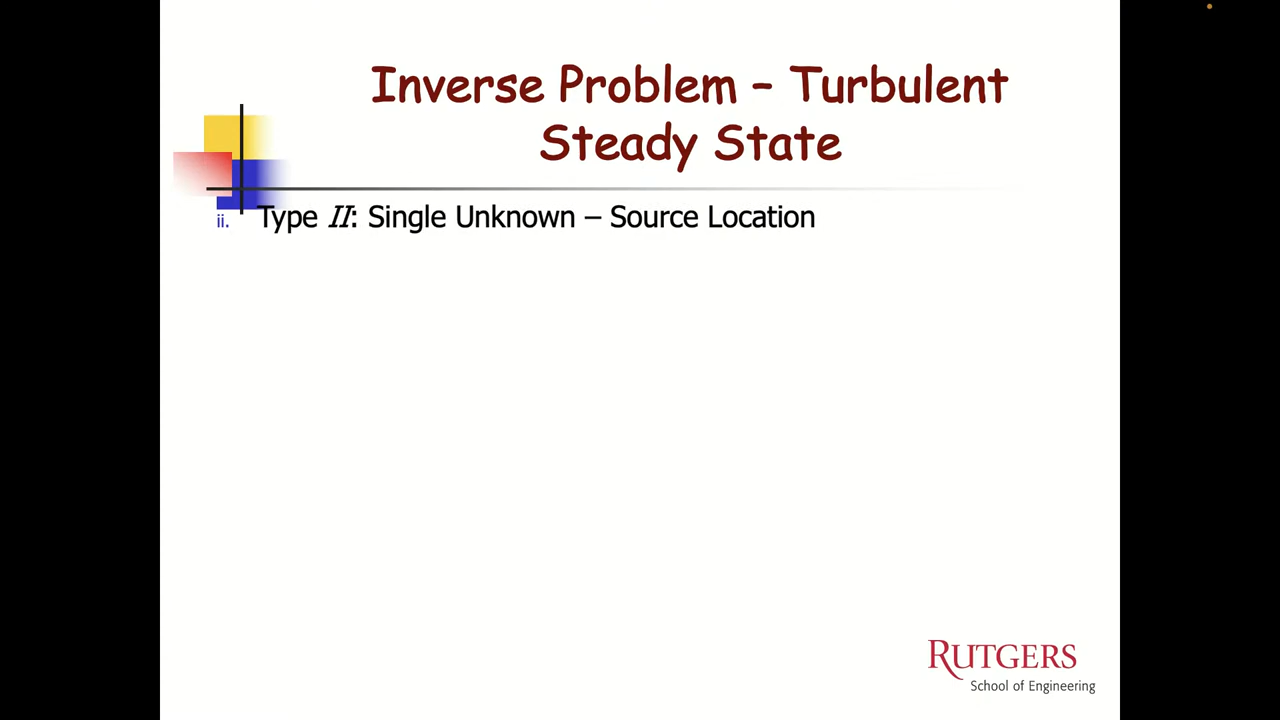 Inverse Problem – Turbulent
Steady State
ii. Type II: Single Unknown – Source Location
RUTGERS
School of Engineering